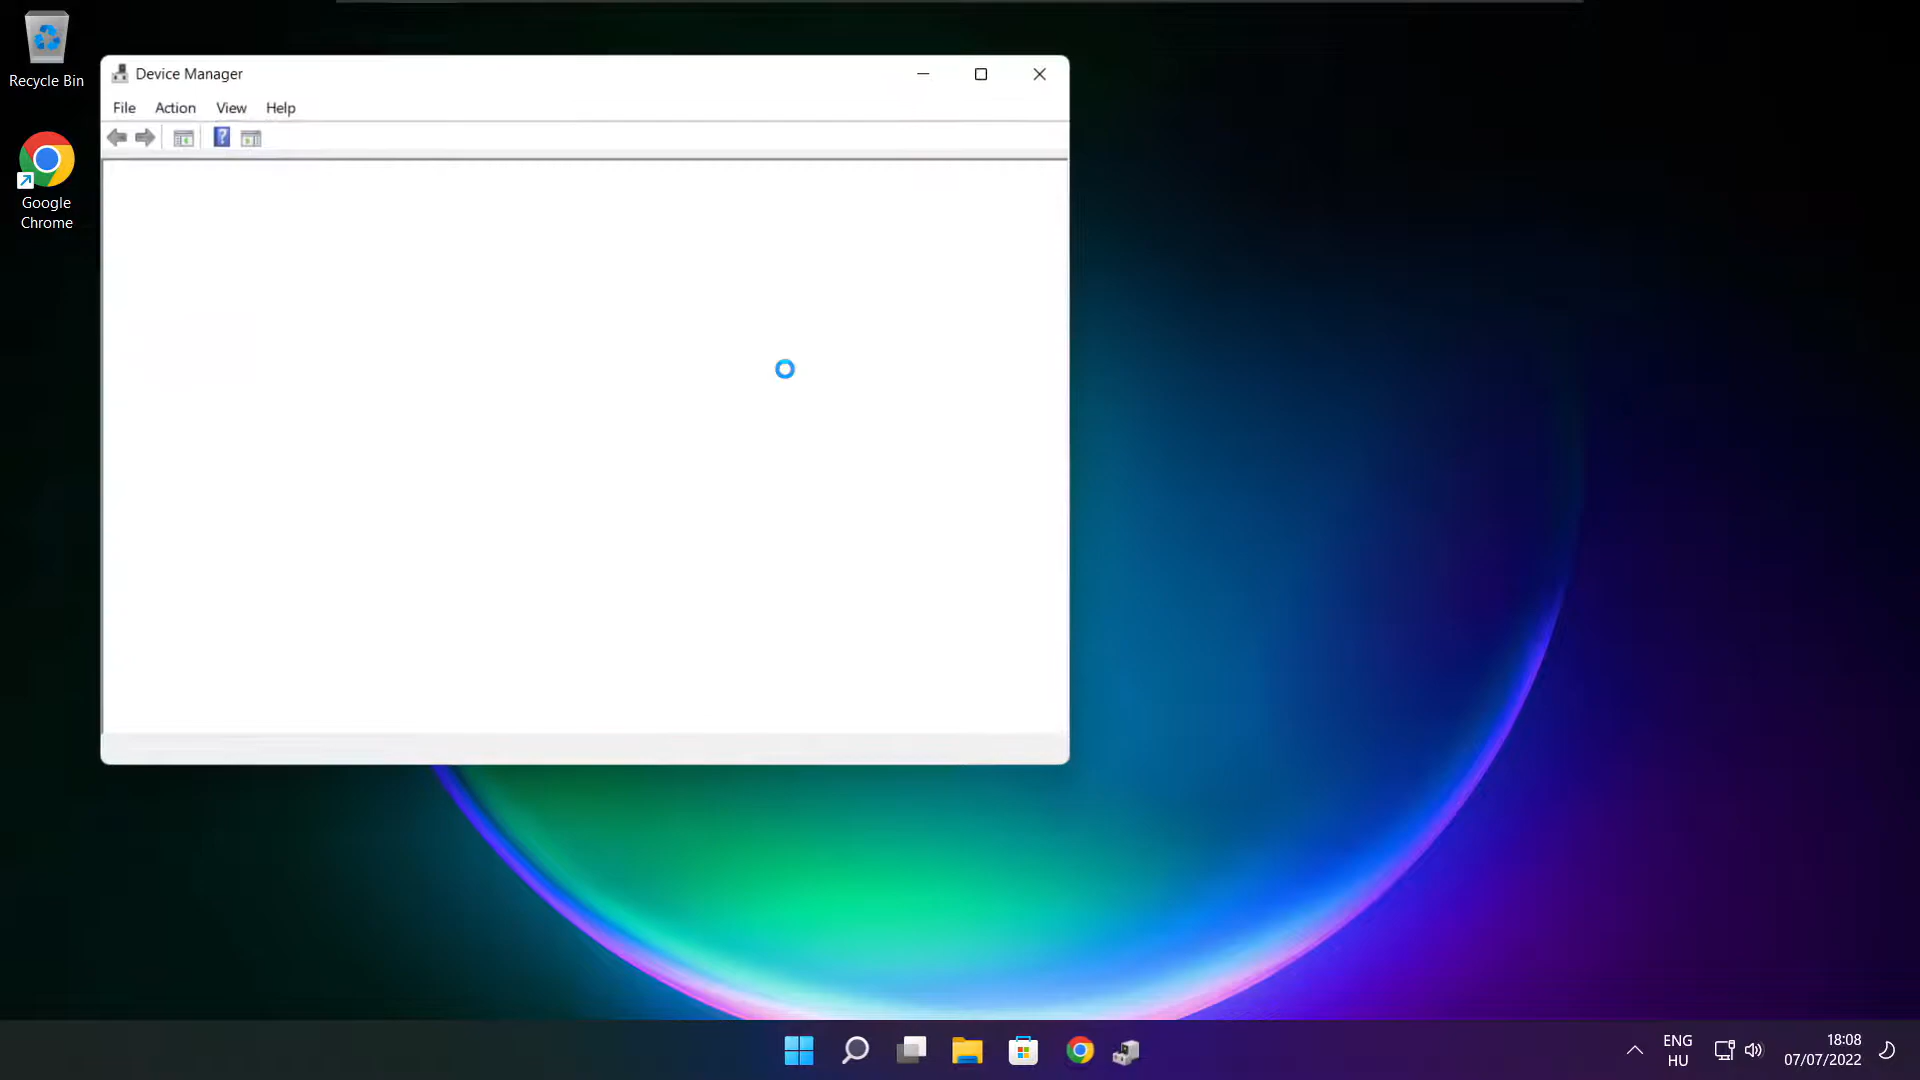 Recycle Bin
Google
Chrome
Device Manager
File Action View Help
ENG
HU
18:08
07/07/2022